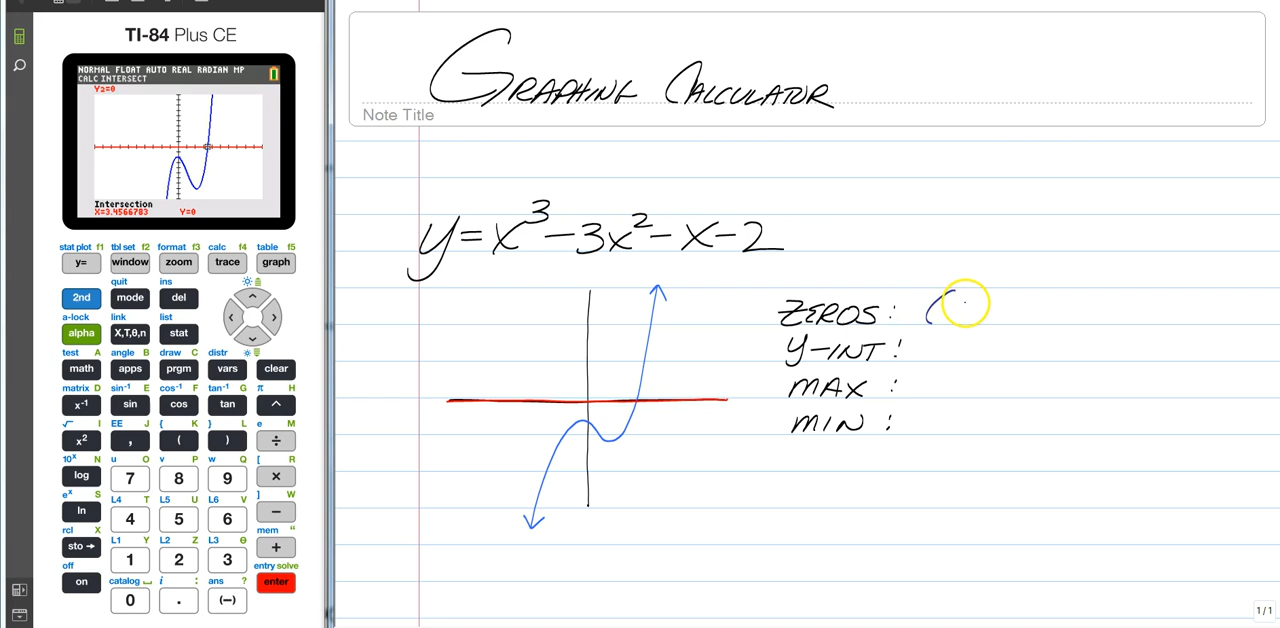 TI-84 Plus CE
NORMAL FLOAT AUTO REAL RADIAN MP
CALC INTERSECT
Y2=0
Intersection
X=3.4566783 Y=0
stat plot f1 tbl set f2 format f3 calc f4 table f5
y= window zoom trace graph
quit ins
2nd mode del
a-lock link list
alpha X,T,θ,n stat
test A angle B draw C distr
math apps prgm vars clear
matrix D sin⁻¹ E cos⁻¹ F tan⁻¹ G π H
x⁻¹ sin cos tan ^
√ I EE J { K } L e M
x² , ( ) ÷
10ˣ N u O v P w Q [ R
log 7 8 9 ×
eˣ S L4 T L5 U L6 V ] W
ln 4 5 6 −
rcl X L1 Y L2 Z L3 θ mem "
sto→ 1 2 3 +
off catalog i : ans ? entry solve
on 0 . (−) enter
GRAPHING CALCULATOR
Note Title
y = x³ − 3x² − x − 2
ZEROS : (
Y-INT :
MAX :
MIN :
1/1